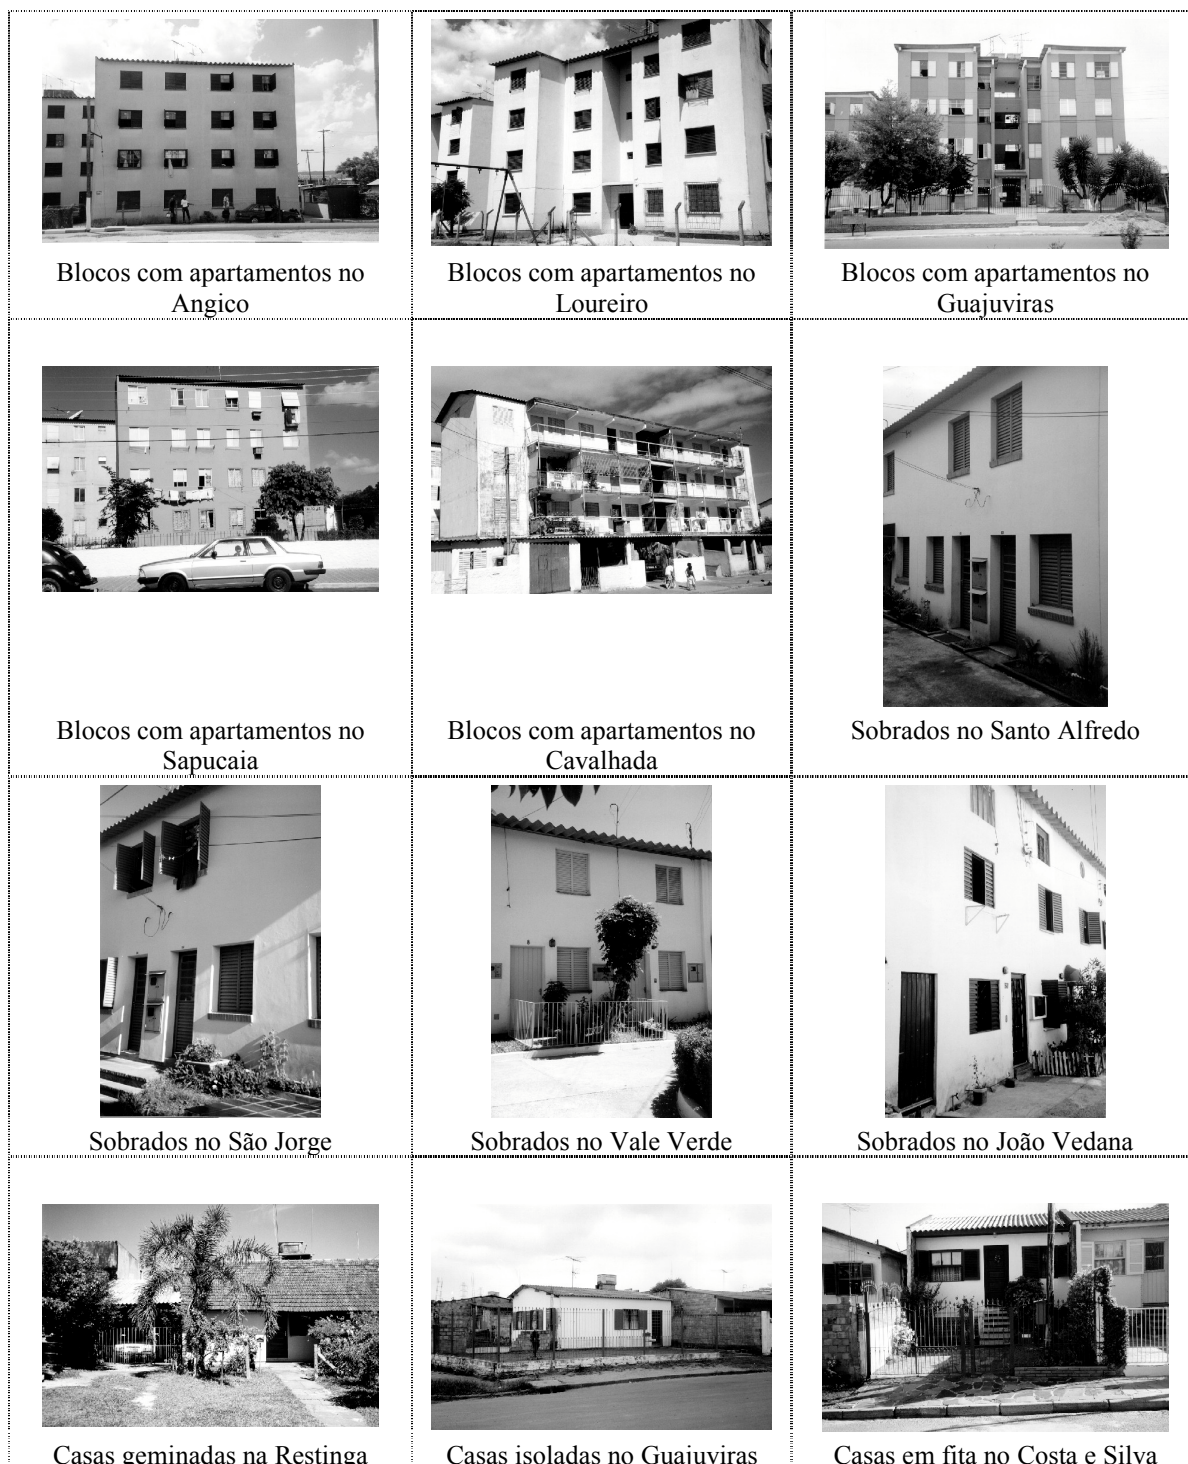 Blocos com apartamentos no
Angico
Blocos com apartamentos no
Loureiro
Blocos com apartamentos no
Guajuviras
Blocos com apartamentos no
Sapucaia
Blocos com apartamentos no
Cavalhada
Sobrados no Santo Alfredo
Sobrados no São Jorge
Sobrados no Vale Verde
Sobrados no João Vedana
Casas geminadas na Restinga
Casas isoladas no Guajuviras
Casas em fita no Costa e Silva